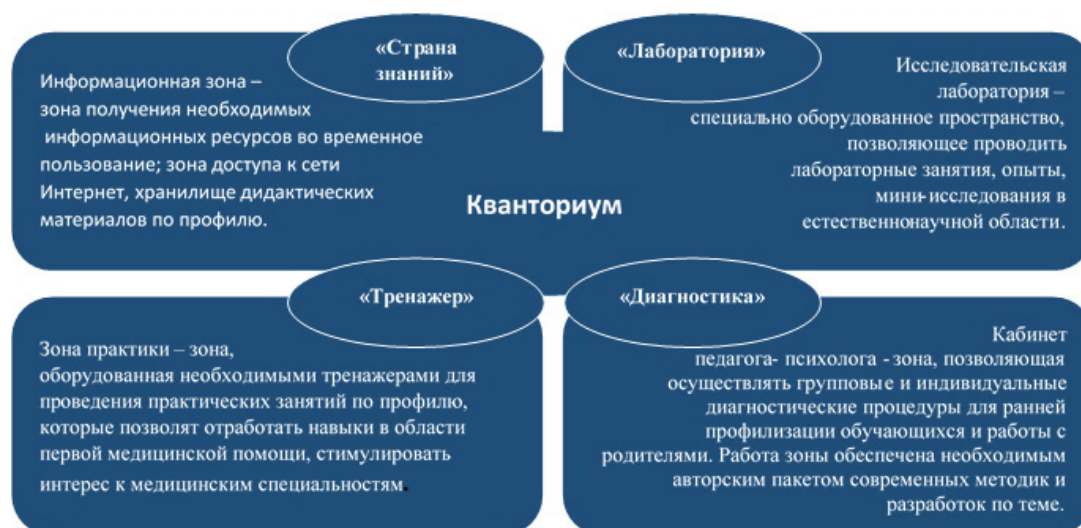 «Страна
знаний»
Информационная зона –
зона получения необходимых
информационных ресурсов во временное
пользование; зона доступа к сети
Интернет, хранилище дидактических
материалов по профилю.
«Лаборатория»
Исследовательская
лаборатория –
специально оборудованное пространство,
позволяющее проводить
лабораторные занятия, опыты,
мини-исследования в
естественнонаучной области.
Кванториум
«Тренажер»
Зона практики – зона,
оборудованная необходимыми тренажерами для
проведения практических занятий по профилю,
которые позволят отработать навыки в области
первой медицинской помощи, стимулировать
интерес к медицинским специальностям.
«Диагностика»
Кабинет
педагога- психолога -зона, позволяющая
осуществлять групповые и индивидуальные
диагностические процедуры для ранней
профилизации обучающихся и работы с
родителями. Работа зоны обеспечена необходимым
авторским пакетом современных методик и
разработок по теме.